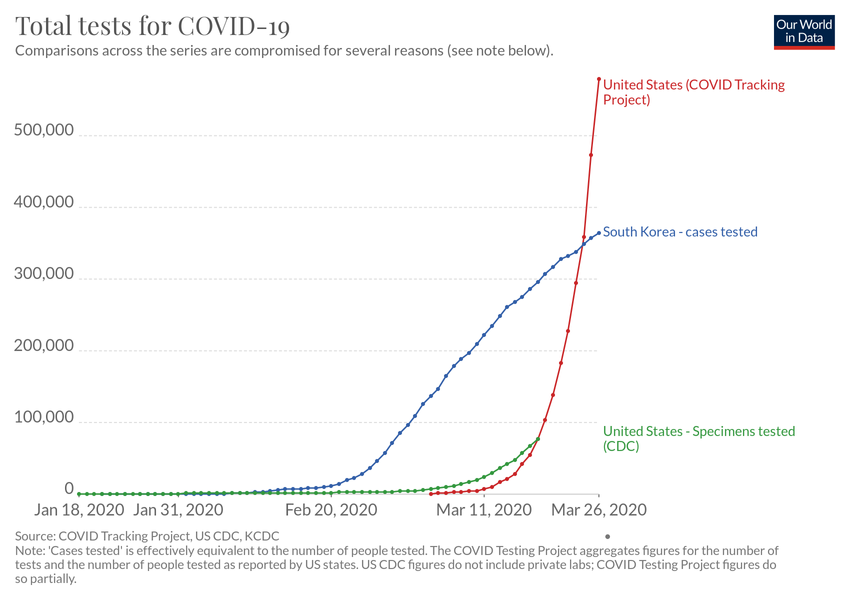 Total tests for COVID-19
Comparisons across the series are compromised for several reasons (see note below).
Our World
in Data
United States (COVID Tracking
Project)
500,000
400,000
South Korea - cases tested
300,000
200,000
100,000
United States - Specimens tested
(CDC)
0
Jan 18, 2020 Jan 31, 2020 Feb 20, 2020 Mar 11, 2020 Mar 26, 2020
Source: COVID Tracking Project, US CDC, KCDC
Note: 'Cases tested' is effectively equivalent to the number of people tested. The COVID Testing Project aggregates figures for the number of
tests and the number of people tested as reported by US states. US CDC figures do not include private labs; COVID Testing Project figures do
so partially.